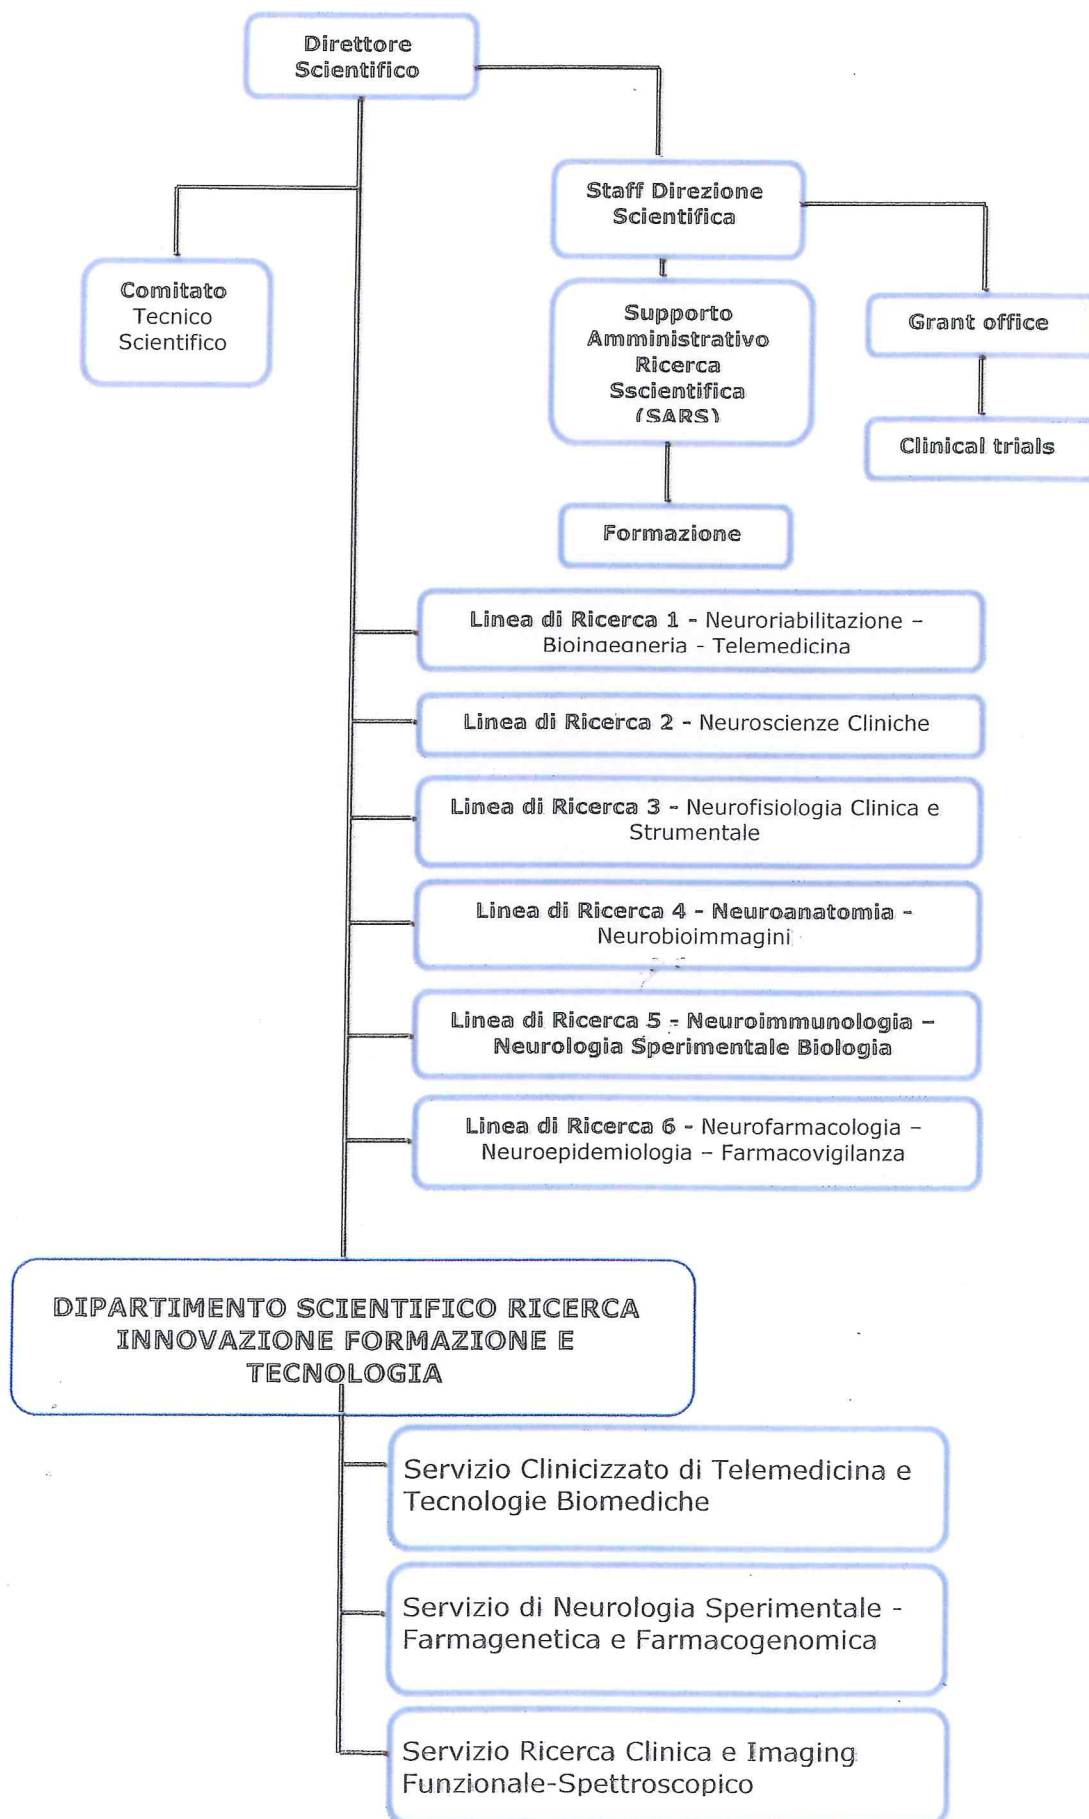 Direttore
Scientifico
Staff Direzione
Scientifica
Comitato
Tecnico
Scientifico
Supporto
Amministrativo
Ricerca
Sscientifica
(SARS)
Grant office
Clinical trials
Formazione
Linea di Ricerca 1 - Neuroriabilitazione –
Bioingegneria - Telemedicina
Linea di Ricerca 2 - Neuroscienze Cliniche
Linea di Ricerca 3 - Neurofisiologia Clinica e
Strumentale
Linea di Ricerca 4 - Neuroanatomia -
Neurobioimmagini
Linea di Ricerca 5 - Neuroimmunologia –
Neurologia Sperimentale Biologia
Linea di Ricerca 6 - Neurofarmacologia –
Neuroepidemiologia – Farmacovigilanza
DIPARTIMENTO SCIENTIFICO RICERCA
INNOVAZIONE FORMAZIONE E
TECNOLOGIA
Servizio Clinicizzato di Telemedicina e
Tecnologie Biomediche
Servizio di Neurologia Sperimentale -
Farmagenetica e Farmacogenomica
Servizio Ricerca Clinica e Imaging
Funzionale-Spettroscopico